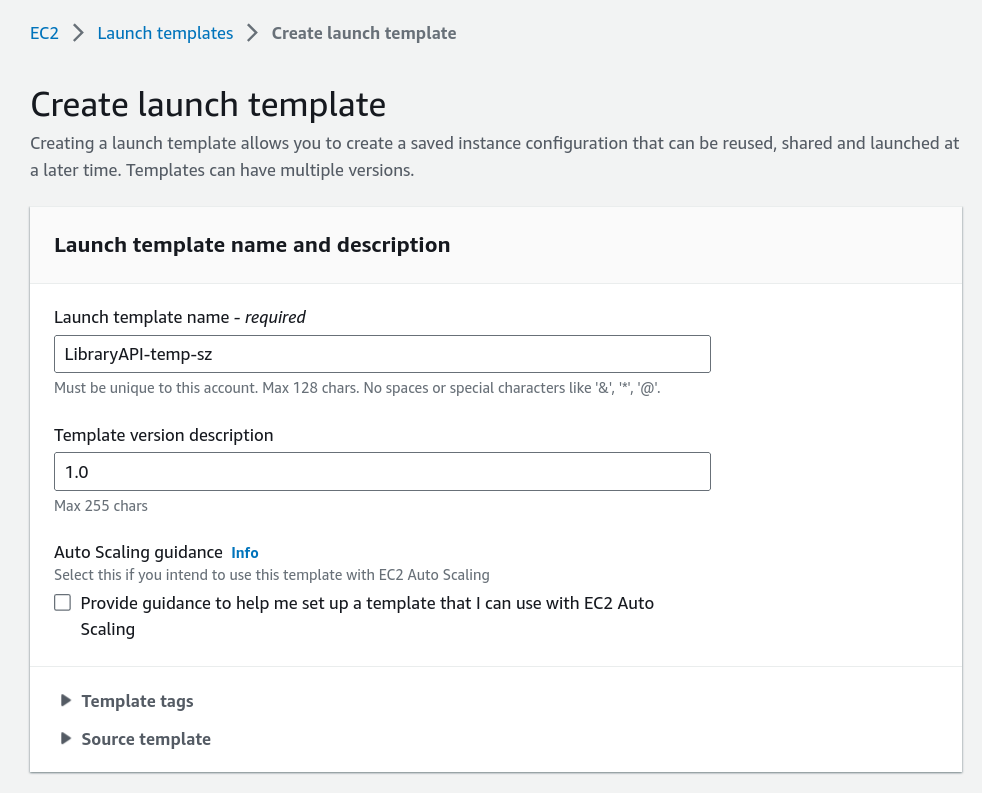 EC2 > Launch templates > Create launch template
Create launch template
Creating a launch template allows you to create a saved instance configuration that can be reused, shared and launched at
a later time. Templates can have multiple versions.
Launch template name and description
Launch template name - required
LibraryAPI-temp-sz
Must be unique to this account. Max 128 chars. No spaces or special characters like '&', '*', '@'.
Template version description
1.0
Max 255 chars
Auto Scaling guidance Info
Select this if you intend to use this template with EC2 Auto Scaling
Provide guidance to help me set up a template that I can use with EC2 Auto
Scaling
Template tags
Source template